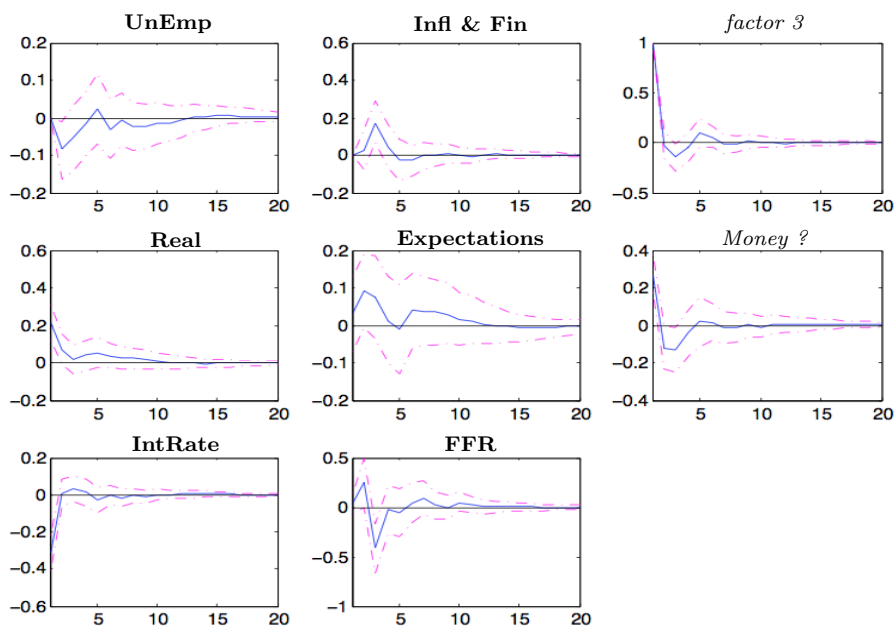 UnEmp Infl & Fin factor 3
0.2 0.6 1
0.1 0.4 0.5
0 0.2 0
−0.1 0 −0.5
−0.2 −0.2
5 10 15 20 5 10 15 20 5 10 15 20
Real Expectations Money ?
0.6 0.2 0.4
0.4 0.1 0.2
0.2 0 0
0 −0.1 −0.2
−0.2 −0.2 −0.4
5 10 15 20 5 10 15 20 5 10 15 20
IntRate FFR
0.2 0.5
0 0
−0.2 −0.5
−0.4 −1
−0.6
5 10 15 20 5 10 15 20